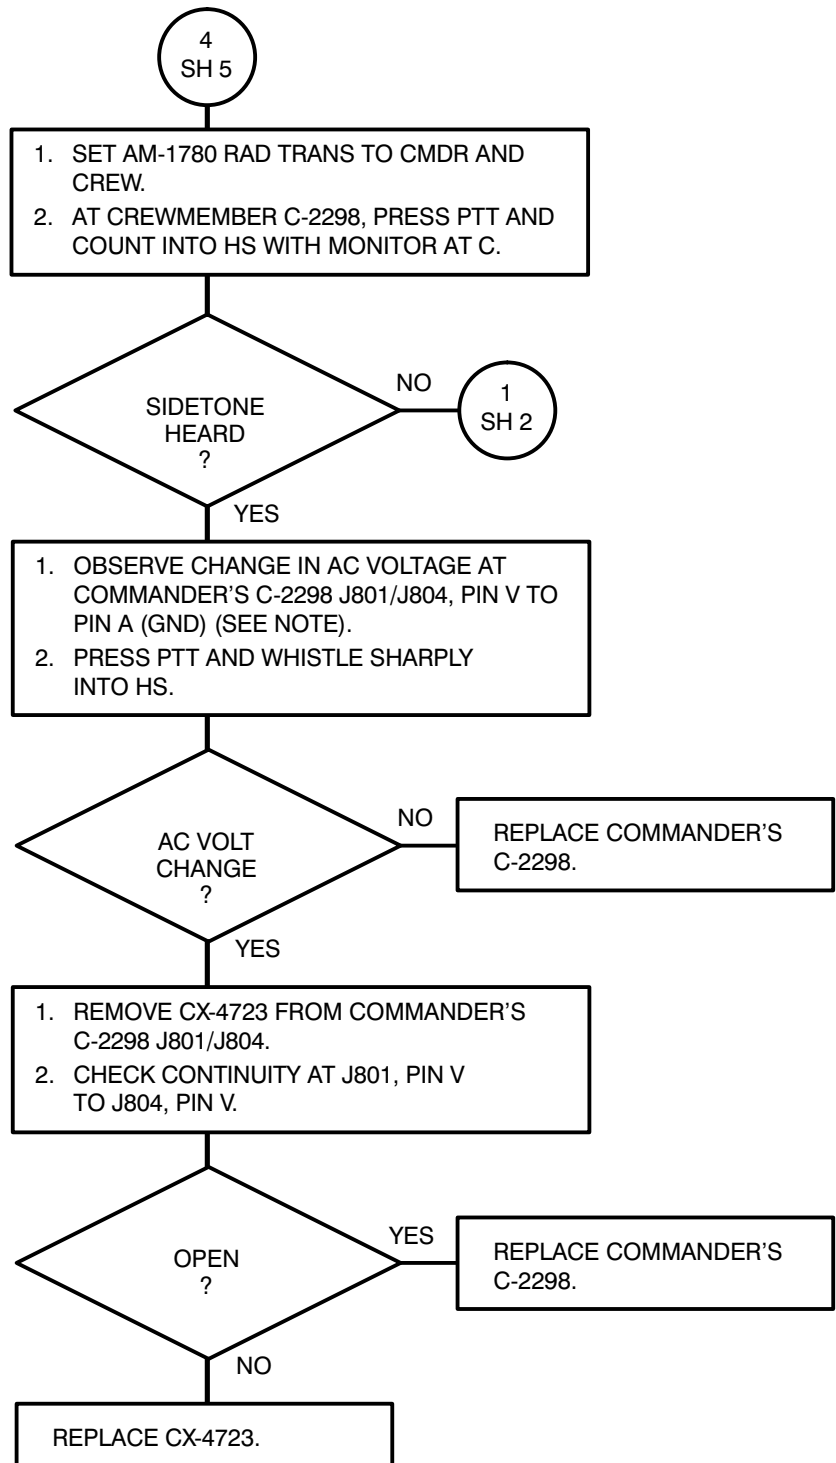 4
SH 5
1. SET AM-1780 RAD TRANS TO CMDR AND
CREW.
2. AT CREWMEMBER C-2298, PRESS PTT AND
COUNT INTO HS WITH MONITOR AT C.
SIDETONE
HEARD
?
NO
1
SH 2
YES
1. OBSERVE CHANGE IN AC VOLTAGE AT
COMMANDER'S C-2298 J801/J804, PIN V TO
PIN A (GND) (SEE NOTE).
2. PRESS PTT AND WHISTLE SHARPLY
INTO HS.
AC VOLT
CHANGE
?
NO
REPLACE COMMANDER'S
C-2298.
YES
1. REMOVE CX-4723 FROM COMMANDER'S
C-2298 J801/J804.
2. CHECK CONTINUITY AT J801, PIN V
TO J804, PIN V.
OPEN
?
YES
REPLACE COMMANDER'S
C-2298.
NO
REPLACE CX-4723.